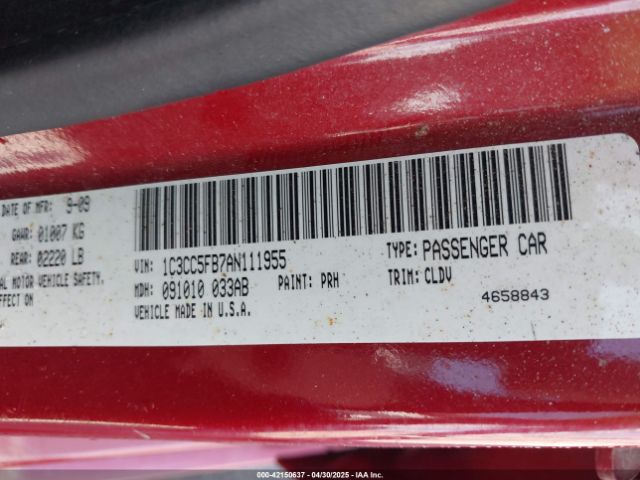 DATE OF MFR: 9-09
GAWR: 01007 KG
REAR: 02220 LB
AL MOTOR VEHICLE SAFETY.
EFFECT ON
VIN: 1C3CC5FB7AN111955
TYPE: PASSENGER CAR
MDH: 091010 033AB
PAINT: PRH
TRIM: CLDV
VEHICLE MADE IN U.S.A.
4658843
000-42150637 - 04/30/2025 - IAA Inc.